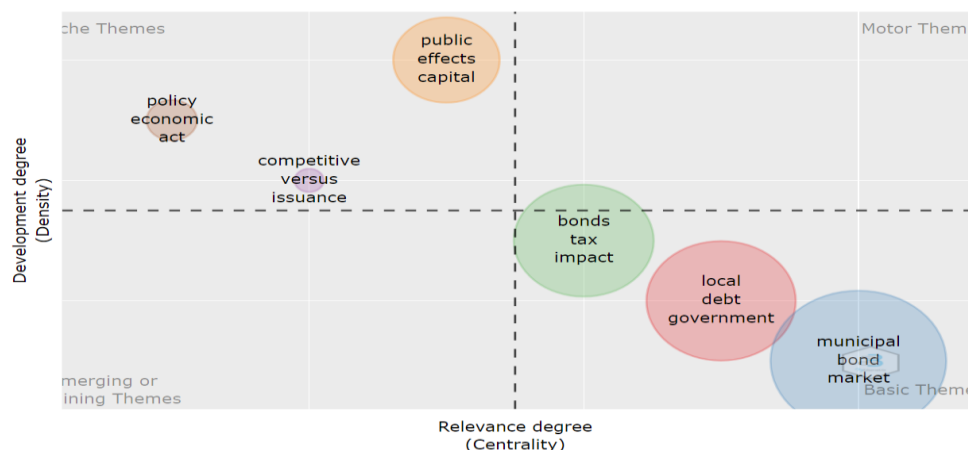 che Themes
Motor Them
public
effects
capital
policy
economic
act
competitive
versus
issuance
bonds
tax
impact
local
debt
government
municipal
bond
market
merging or
ining Themes
Basic Theme
Development degree
(Density)
Relevance degree
(Centrality)